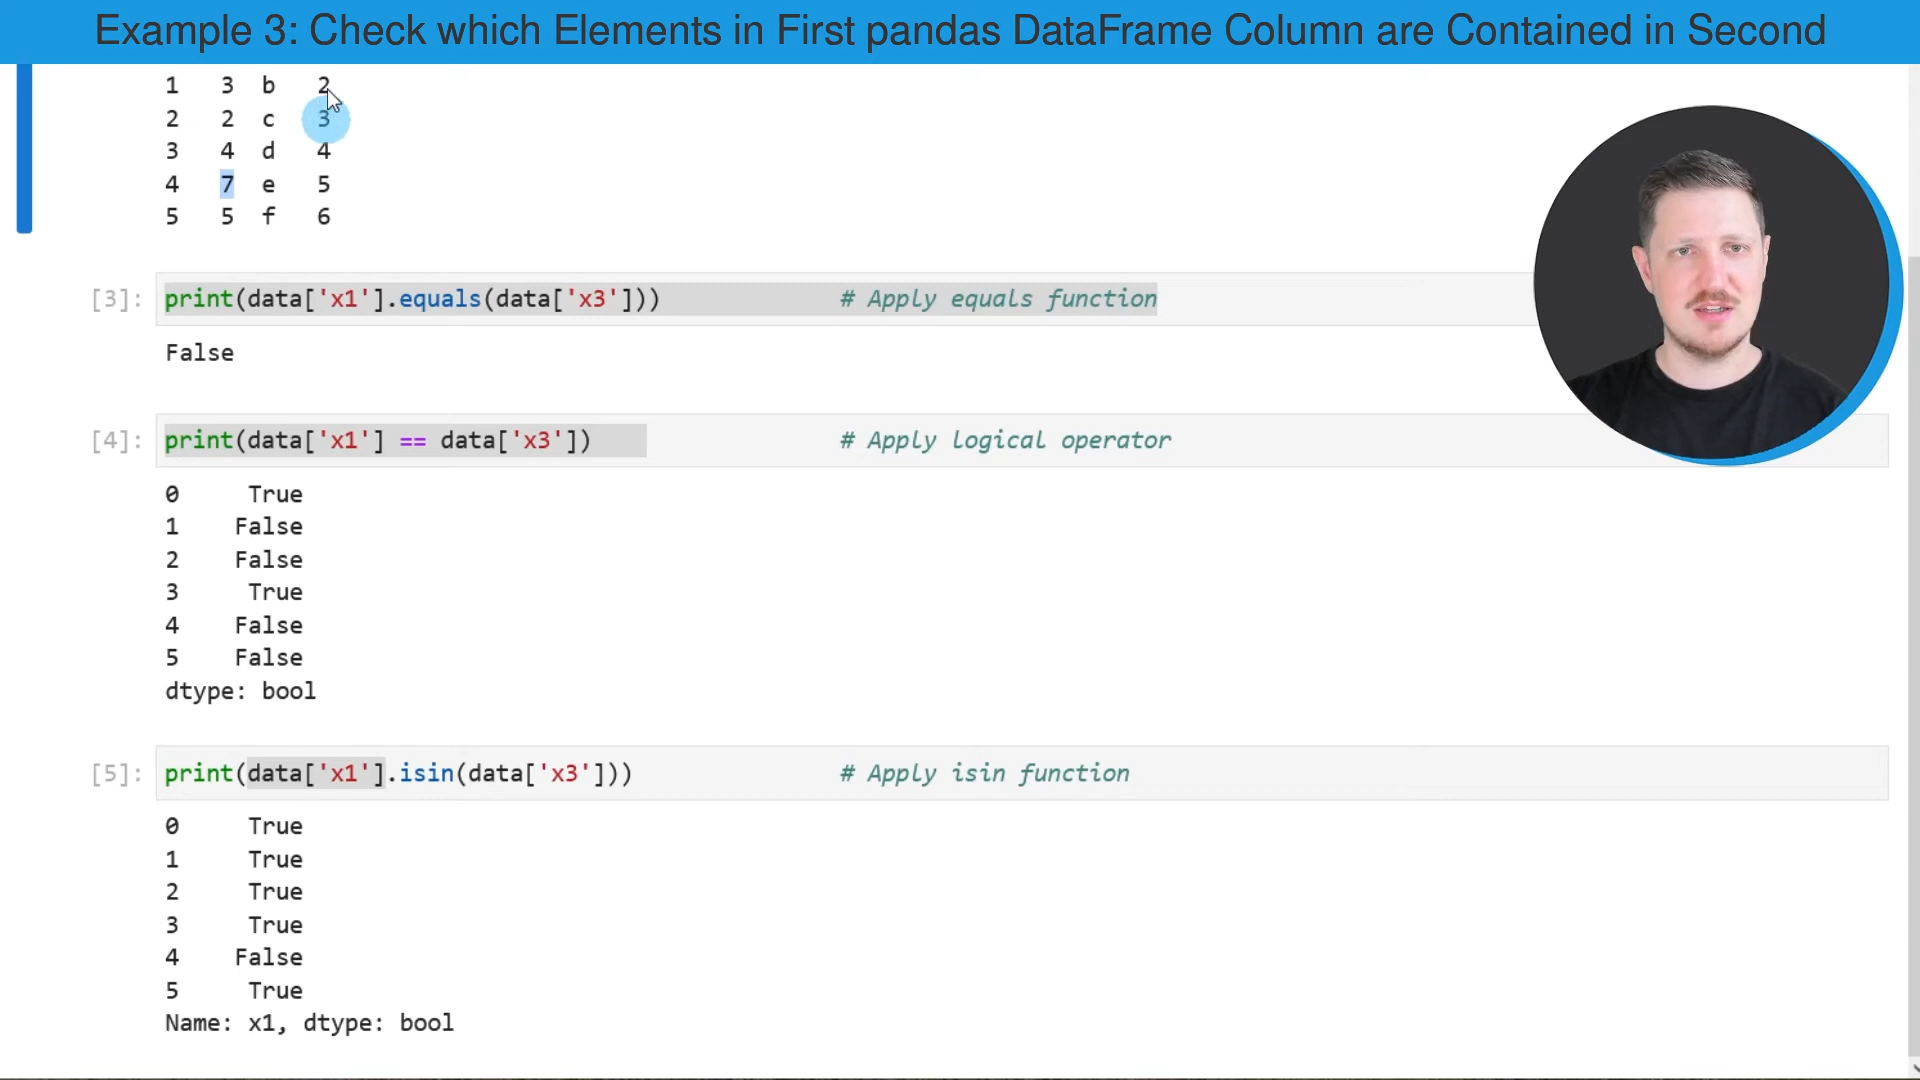 Example 3: Check which Elements in First pandas DataFrame Column are Contained in Second
1 3 b 2
2 2 c 3
3 4 d 4
4 7 e 5
5 5 f 6
[3]: print(data['x1'].equals(data['x3'])) # Apply equals function
False
[4]: print(data['x1'] == data['x3']) # Apply logical operator
0 True
1 False
2 False
3 True
4 False
5 False
dtype: bool
[5]: print(data['x1'].isin(data['x3'])) # Apply isin function
0 True
1 True
2 True
3 True
4 False
5 True
Name: x1, dtype: bool